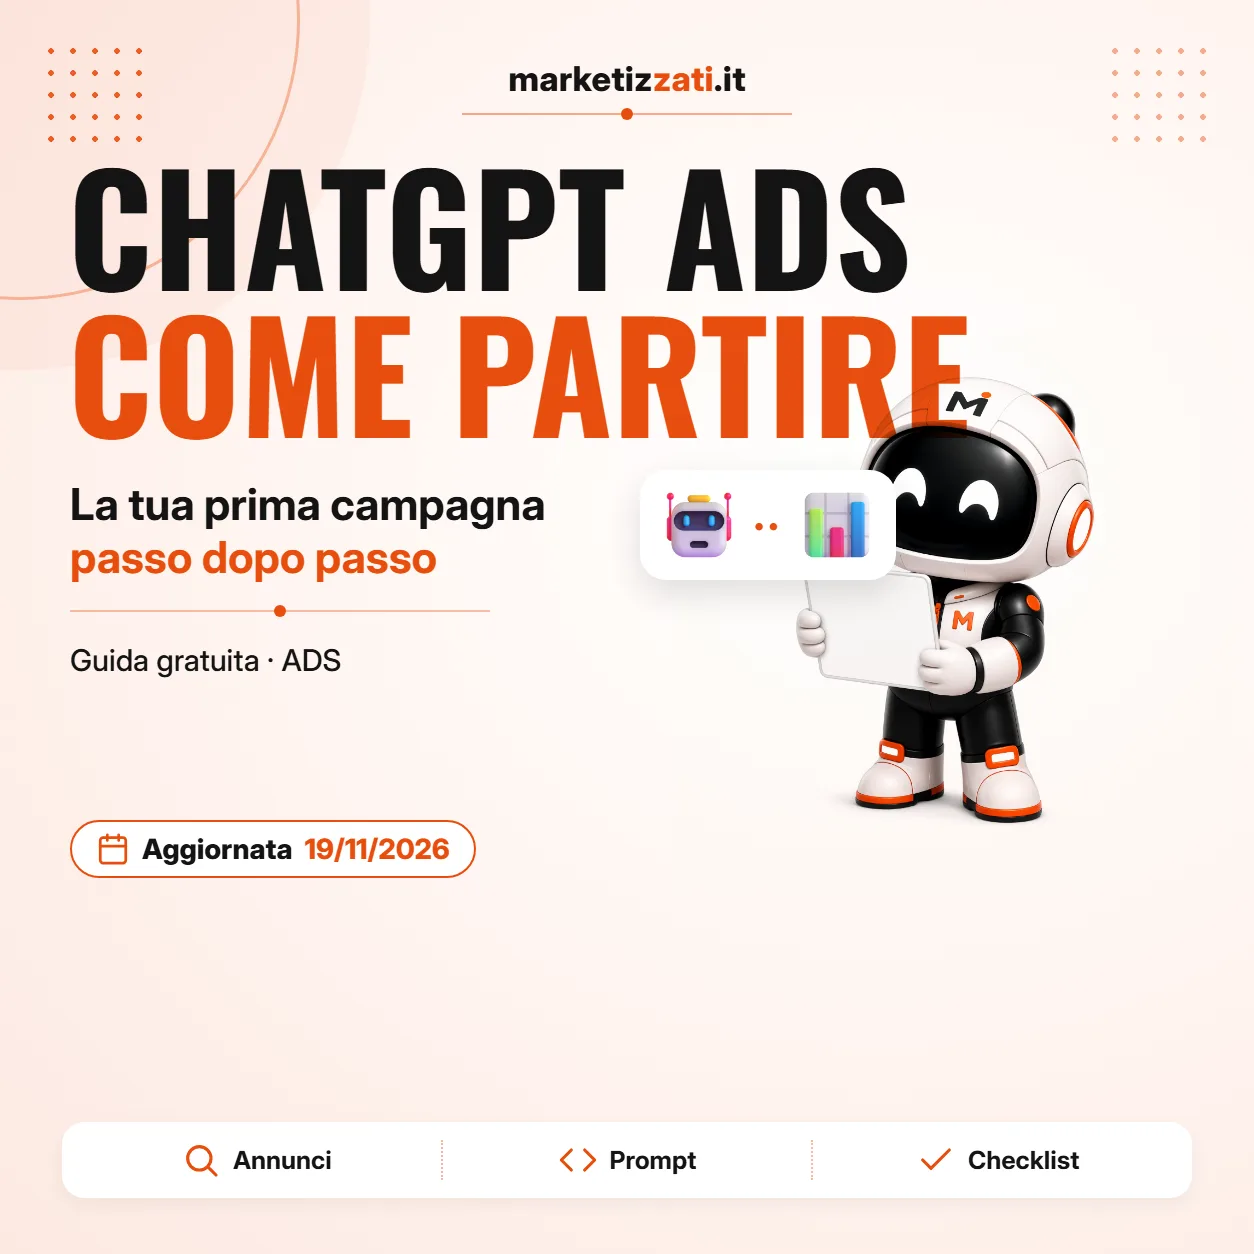 marketizzati.it
CHATGPT ADS
COME PARTIRE
La tua prima campagna
passo dopo passo
Guida gratuita · ADS
Aggiornata 19/11/2026
Annunci
Prompt
Checklist
M
M